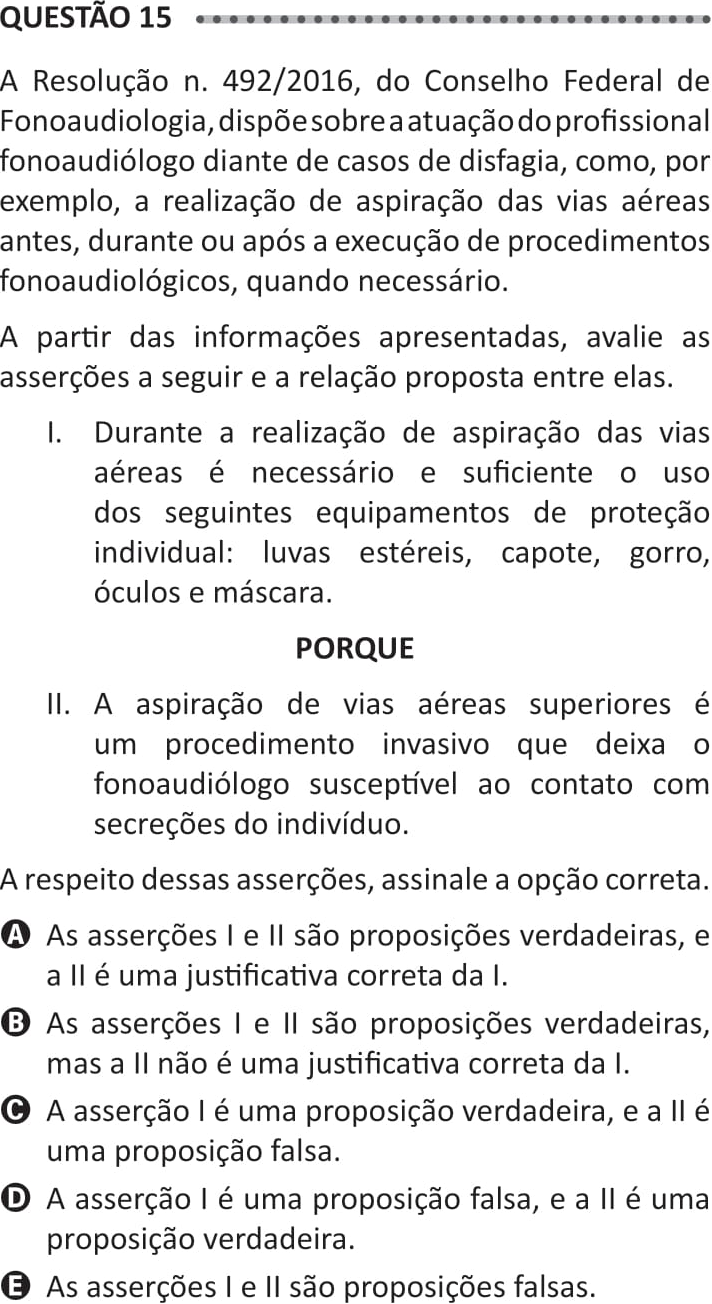 QUESTÃO 15
A Resolução n. 492/2016, do Conselho Federal de
Fonoaudiologia, dispõe sobre a atuação do profissional
fonoaudiólogo diante de casos de disfagia, como, por
exemplo, a realização de aspiração das vias aéreas
antes, durante ou após a execução de procedimentos
fonoaudiológicos, quando necessário.
A partir das informações apresentadas, avalie as
asserções a seguir e a relação proposta entre elas.
I. Durante a realização de aspiração das vias
aéreas é necessário e suficiente o uso
dos seguintes equipamentos de proteção
individual: luvas estéreis, capote, gorro,
óculos e máscara.
PORQUE
II. A aspiração de vias aéreas superiores é
um procedimento invasivo que deixa o
fonoaudiólogo susceptível ao contato com
secreções do indivíduo.
A respeito dessas asserções, assinale a opção correta.
A As asserções I e II são proposições verdadeiras, e
a II é uma justificativa correta da I.
B As asserções I e II são proposições verdadeiras,
mas a II não é uma justificativa correta da I.
C A asserção I é uma proposição verdadeira, e a II é
uma proposição falsa.
D A asserção I é uma proposição falsa, e a II é uma
proposição verdadeira.
E As asserções I e II são proposições falsas.